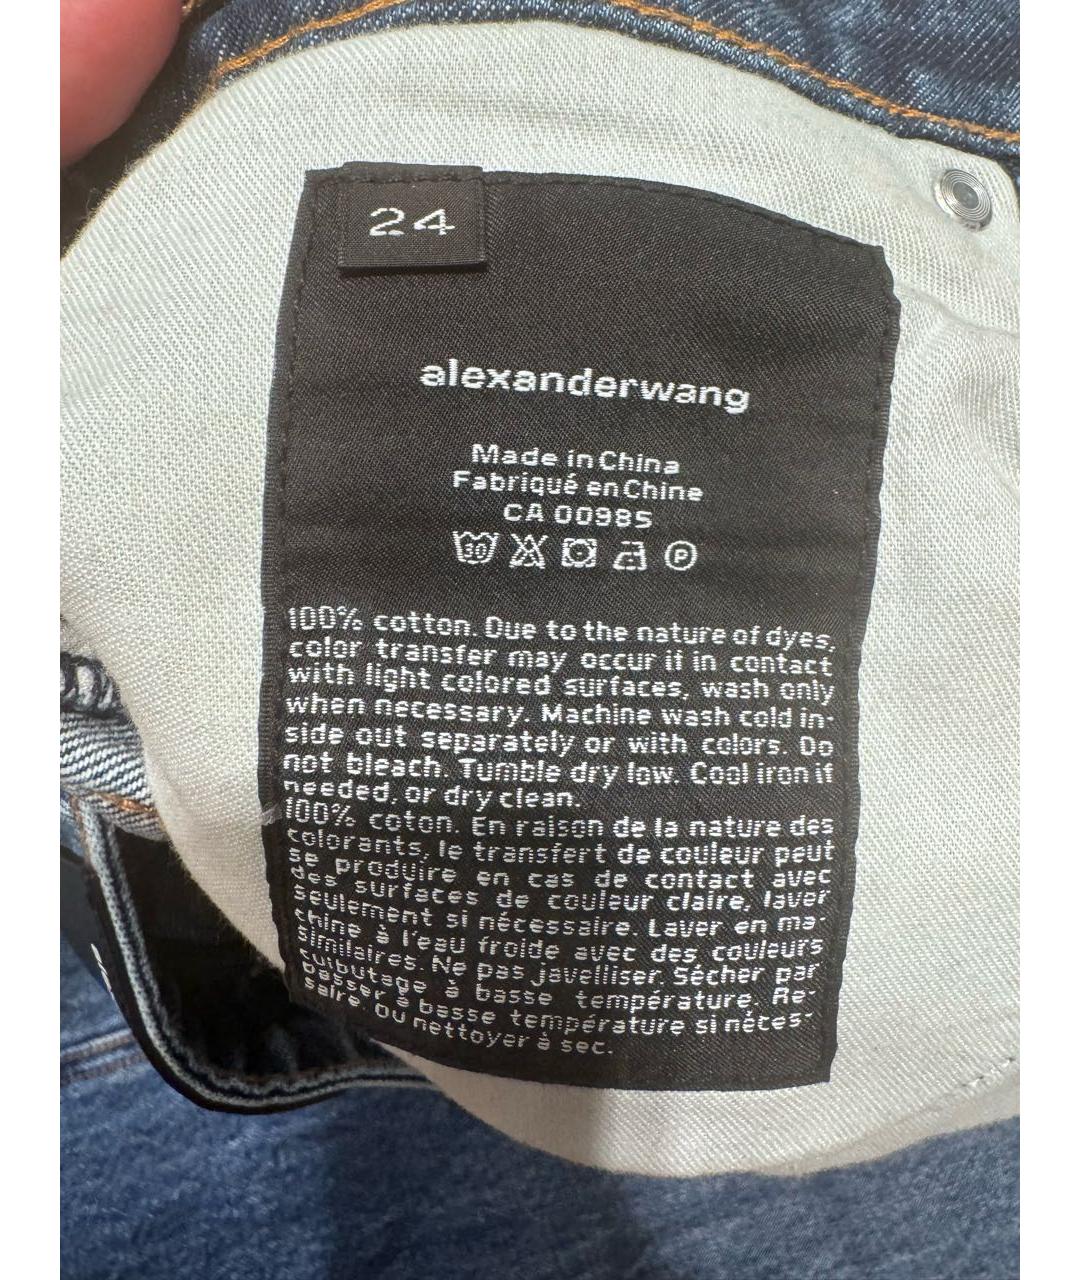 24
alexanderwang
Made in China
Fabriqué en Chine
CA 00985
30 P
100% cotton. Due to the nature of dyes,
color transfer may occur if in contact
with light colored surfaces, wash only
when necessary. Machine wash cold in-
side out separately or with colors. Do
not bleach. Tumble dry low. Cool iron if
needed, or dry clean.
100% coton. En raison de la nature des
colorants, le transfert de couleur peut
se produire en cas de contact avec
des surfaces de couleur claire, laver
seulement si nécessaire. Laver en ma-
chine à l'eau froide avec des couleurs
similaires. Ne pas javelliser. Sécher par
culbutage à basse température. Re-
passer à basse température si néces-
saire. Ou nettoyer à sec.